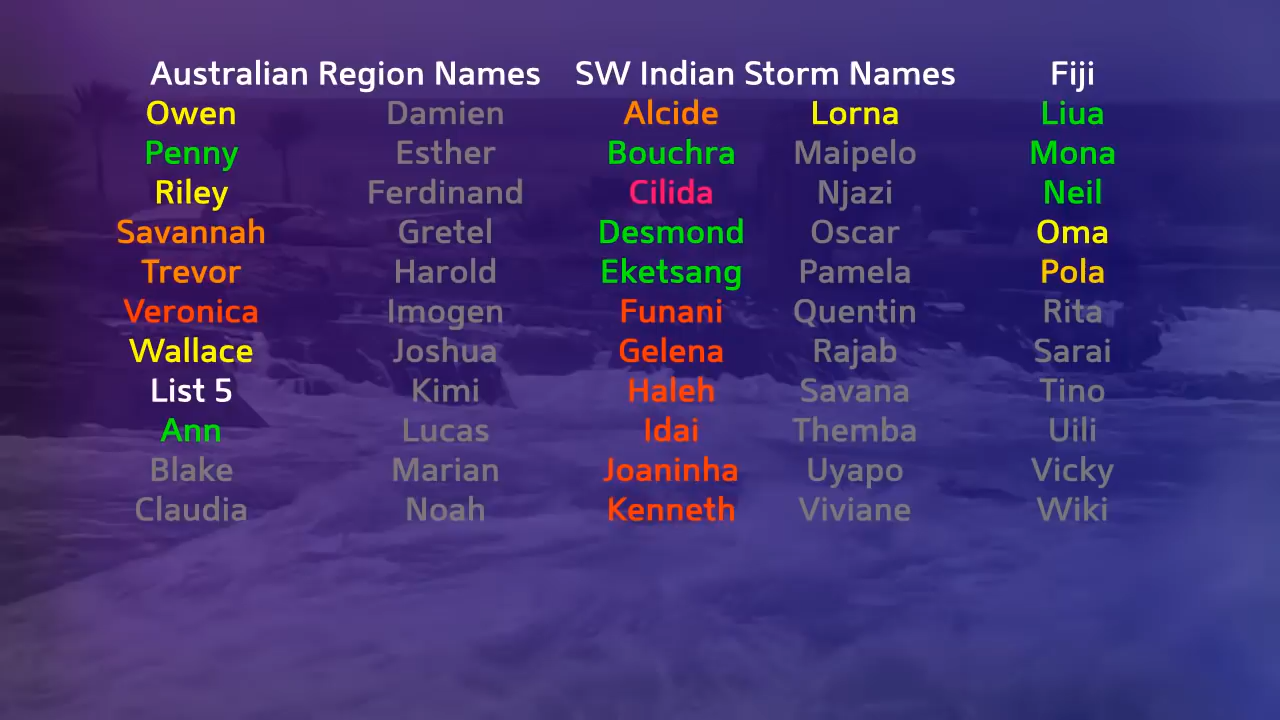 Australian Region Names SW Indian Storm Names Fiji
Owen Damien Alcide Lorna Liua
Penny Esther Bouchra Maipelo Mona
Riley Ferdinand Cilida Njazi Neil
Savannah Gretel Desmond Oscar Oma
Trevor Harold Eketsang Pamela Pola
Veronica Imogen Funani Quentin Rita
Wallace Joshua Gelena Rajab Sarai
List 5 Kimi Haleh Savana Tino
Ann Lucas Idai Themba Uili
Blake Marian Joaninha Uyapo Vicky
Claudia Noah Kenneth Viviane Wiki